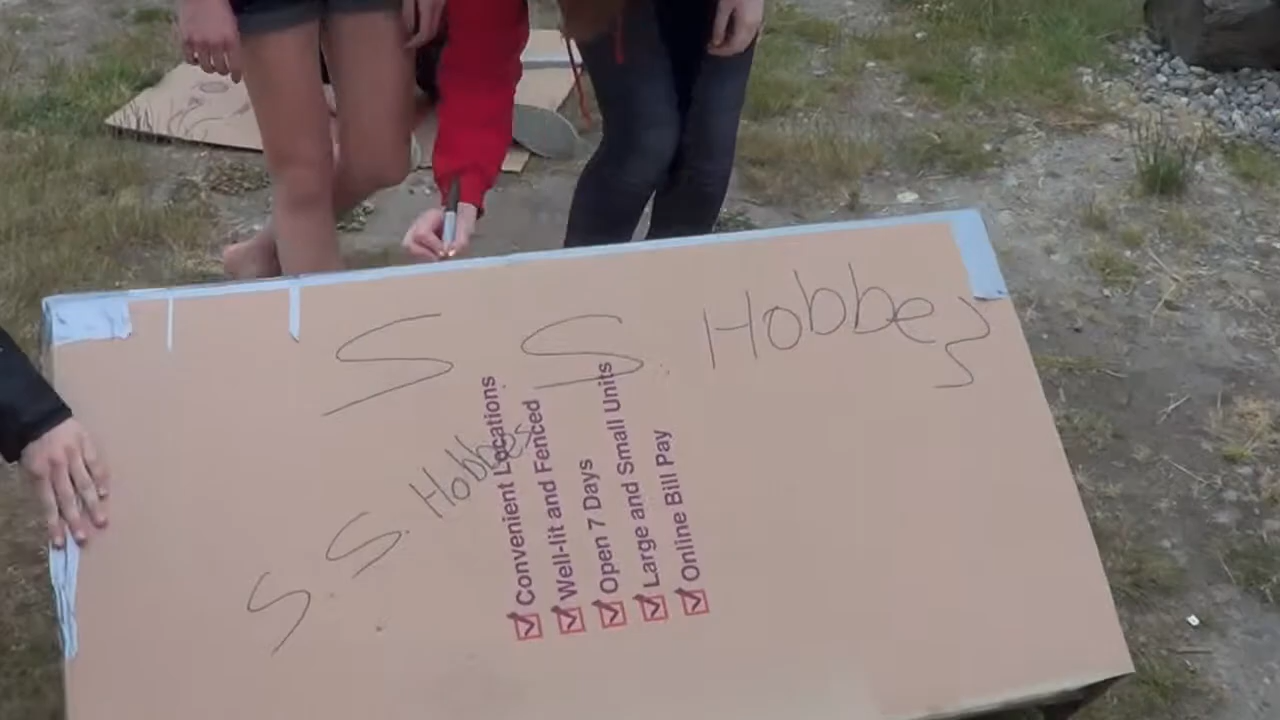 S S. Hobbes
S. S. Hobbes
Convenient Locations
Well-lit and Fenced
Open 7 Days
Large and Small Units
Online Bill Pay